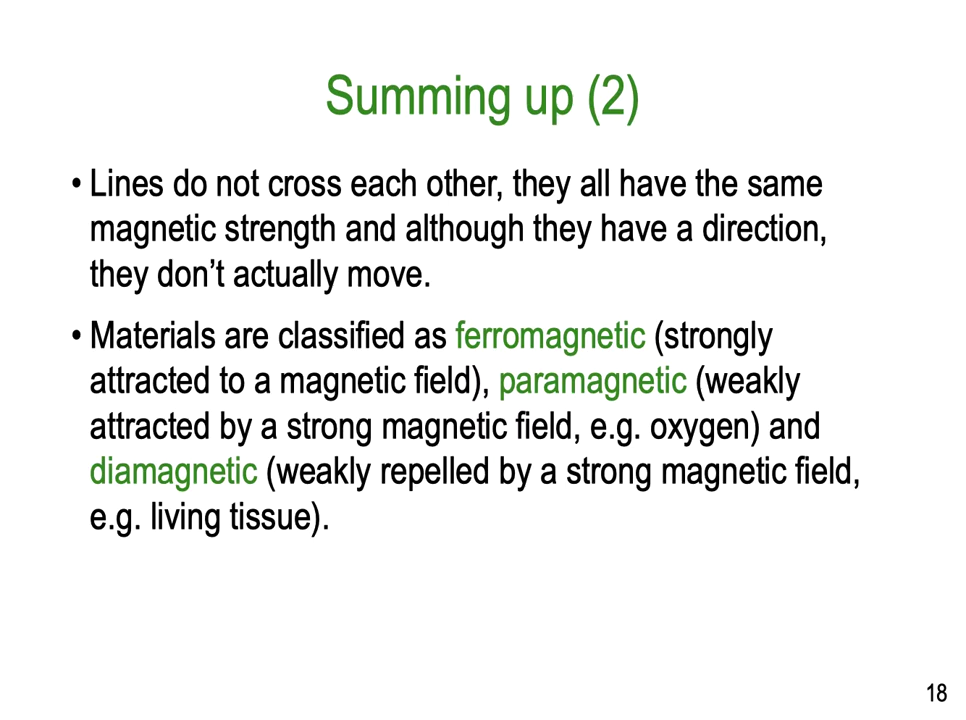 Summing up (2)
• Lines do not cross each other, they all have the same
magnetic strength and although they have a direction,
they don’t actually move.
• Materials are classified as ferromagnetic (strongly
attracted to a magnetic field), paramagnetic (weakly
attracted by a strong magnetic field, e.g. oxygen) and
diamagnetic (weakly repelled by a strong magnetic field,
e.g. living tissue).
18